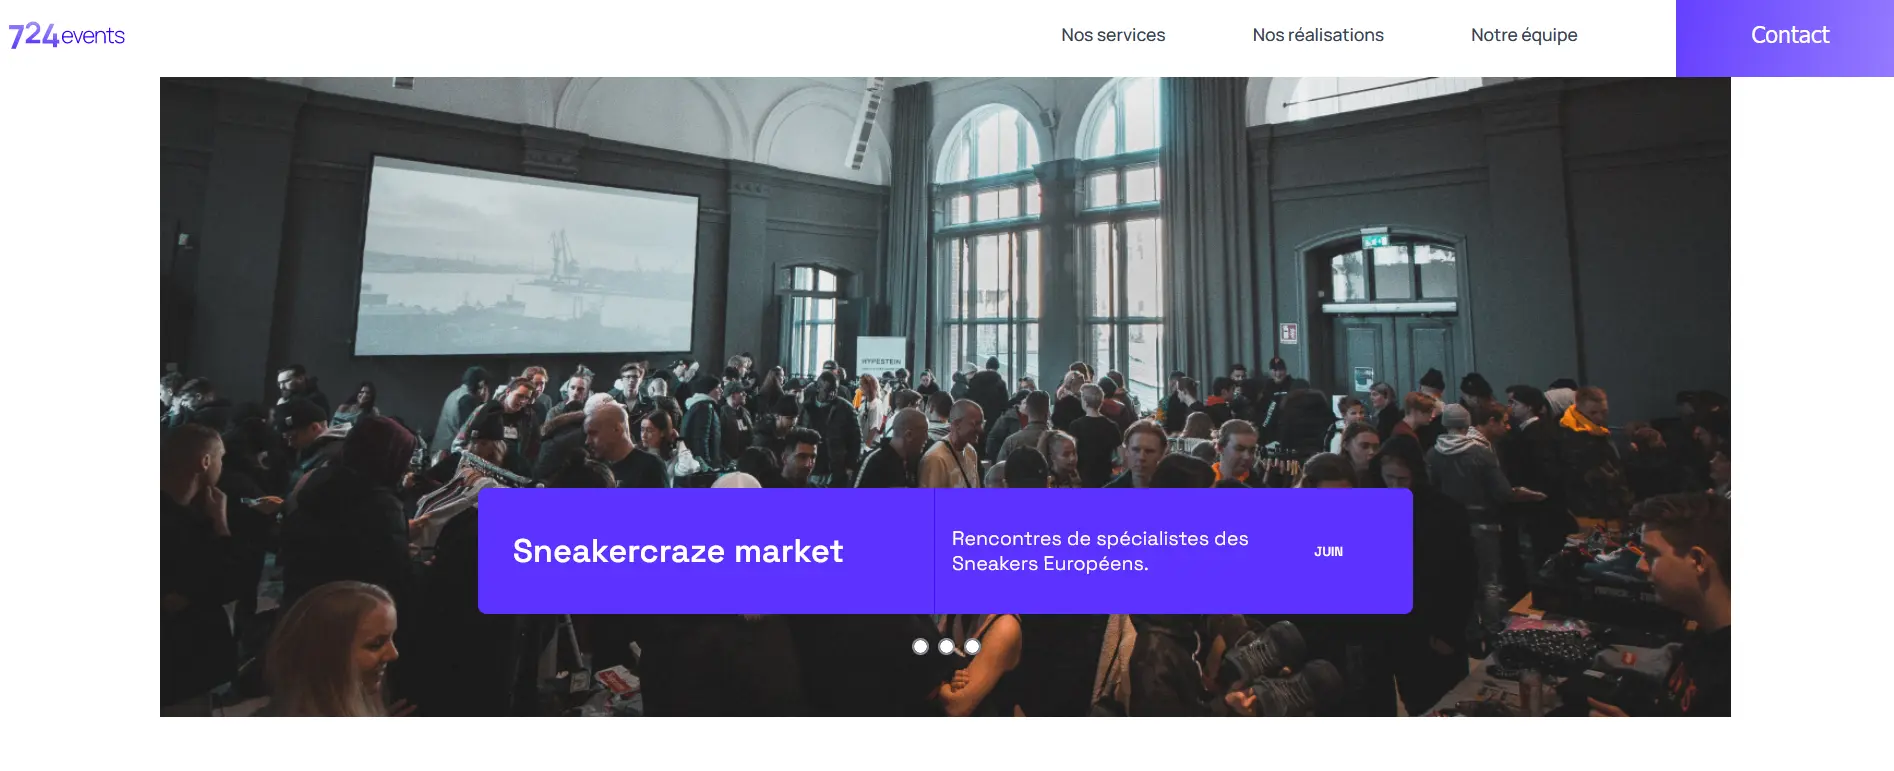 724events
Nos services
Nos réalisations
Notre équipe
Contact
HYPESTEIN
Sneakercraze market
Rencontres de spécialistes des
Sneakers Européens.
JUIN